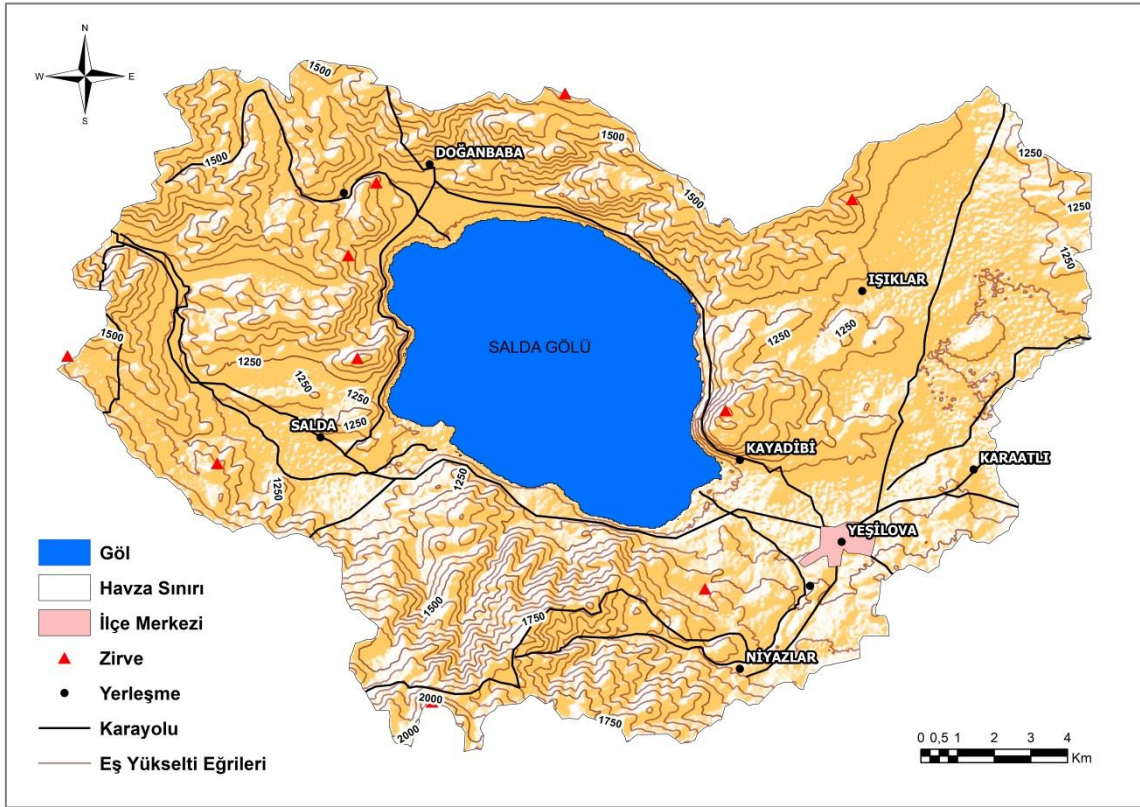 N
W E
S
1500
1500
DOĞANBABA
1500
1500
1250
1250
1250
IŞIKLAR
1250
1250
1500
SALDA GÖLÜ
1250
1250
1250
1250
SALDA
KAYADİBİ
KARAATLI
1250
1250
YEŞİLOVA
1500
1750
NİYAZLAR
2000
2000
1750
Göl
Havza Sınırı
İlçe Merkezi
Zirve
Yerleşme
Karayolu
Eş Yükselti Eğrileri
0 0,5 1 2 3 4
Km